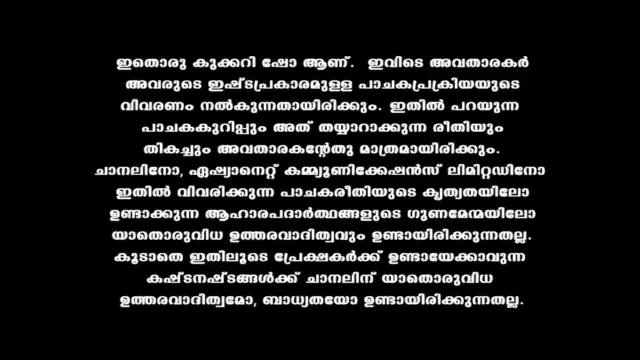 ഇതൊരു കുക്കറി ഷോ ആണ്. ഇവിടെ അവതാരകർ
അവരുടെ ഇഷ്ടപ്രകാരമുളള പാചകപ്രക്രിയയുടെ
വിവരണം നൽകുന്നതായിരിക്കും. ഇതിൽ പറയുന്ന
പാചകകുറിപ്പും അത് തയ്യാറാക്കുന്ന രീതിയും
തികച്ചും അവതാരകന്റേതു മാത്രമായിരിക്കും.
ചാനലിനോ, ഏഷ്യാനെറ്റ് കമ്മ്യൂണിക്കേഷൻസ് ലിമിറ്റഡിനോ
ഇതിൽ വിവരിക്കുന്ന പാചകരീതിയുടെ കൃത്യതയിലോ
ഉണ്ടാക്കുന്ന ആഹാരപദാർത്ഥങ്ങളുടെ ഗുണമേന്മയിലോ
യാതൊരുവിധ ഉത്തരവാദിത്വവും ഉണ്ടായിരിക്കുന്നതല്ല.
കൂടാതെ ഇതിലൂടെ പ്രേക്ഷകർക്ക് ഉണ്ടായേക്കാവുന്ന
കഷ്ടനഷ്ടങ്ങൾക്ക് ചാനലിന് യാതൊരുവിധ
ഉത്തരവാദിത്വമോ, ബാധ്യതയോ ഉണ്ടായിരിക്കുന്നതല്ല.